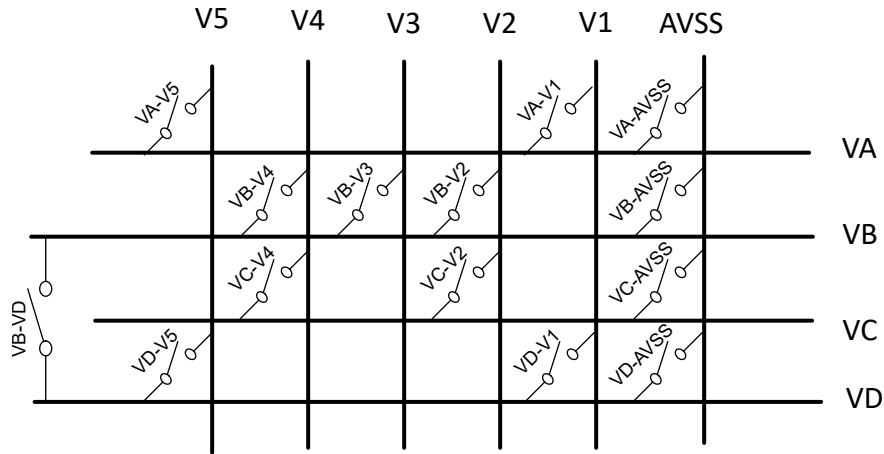 V5 V4 V3 V2 V1 AVSS
VA-V5 VA-V1 VA-AVSS
VA
VB-V4 VB-V3 VB-V2 VB-AVSS
VB
VC-V4 VC-V2 VC-AVSS
VC
VB-VD
VD-V5 VD-V1 VD-AVSS
VD